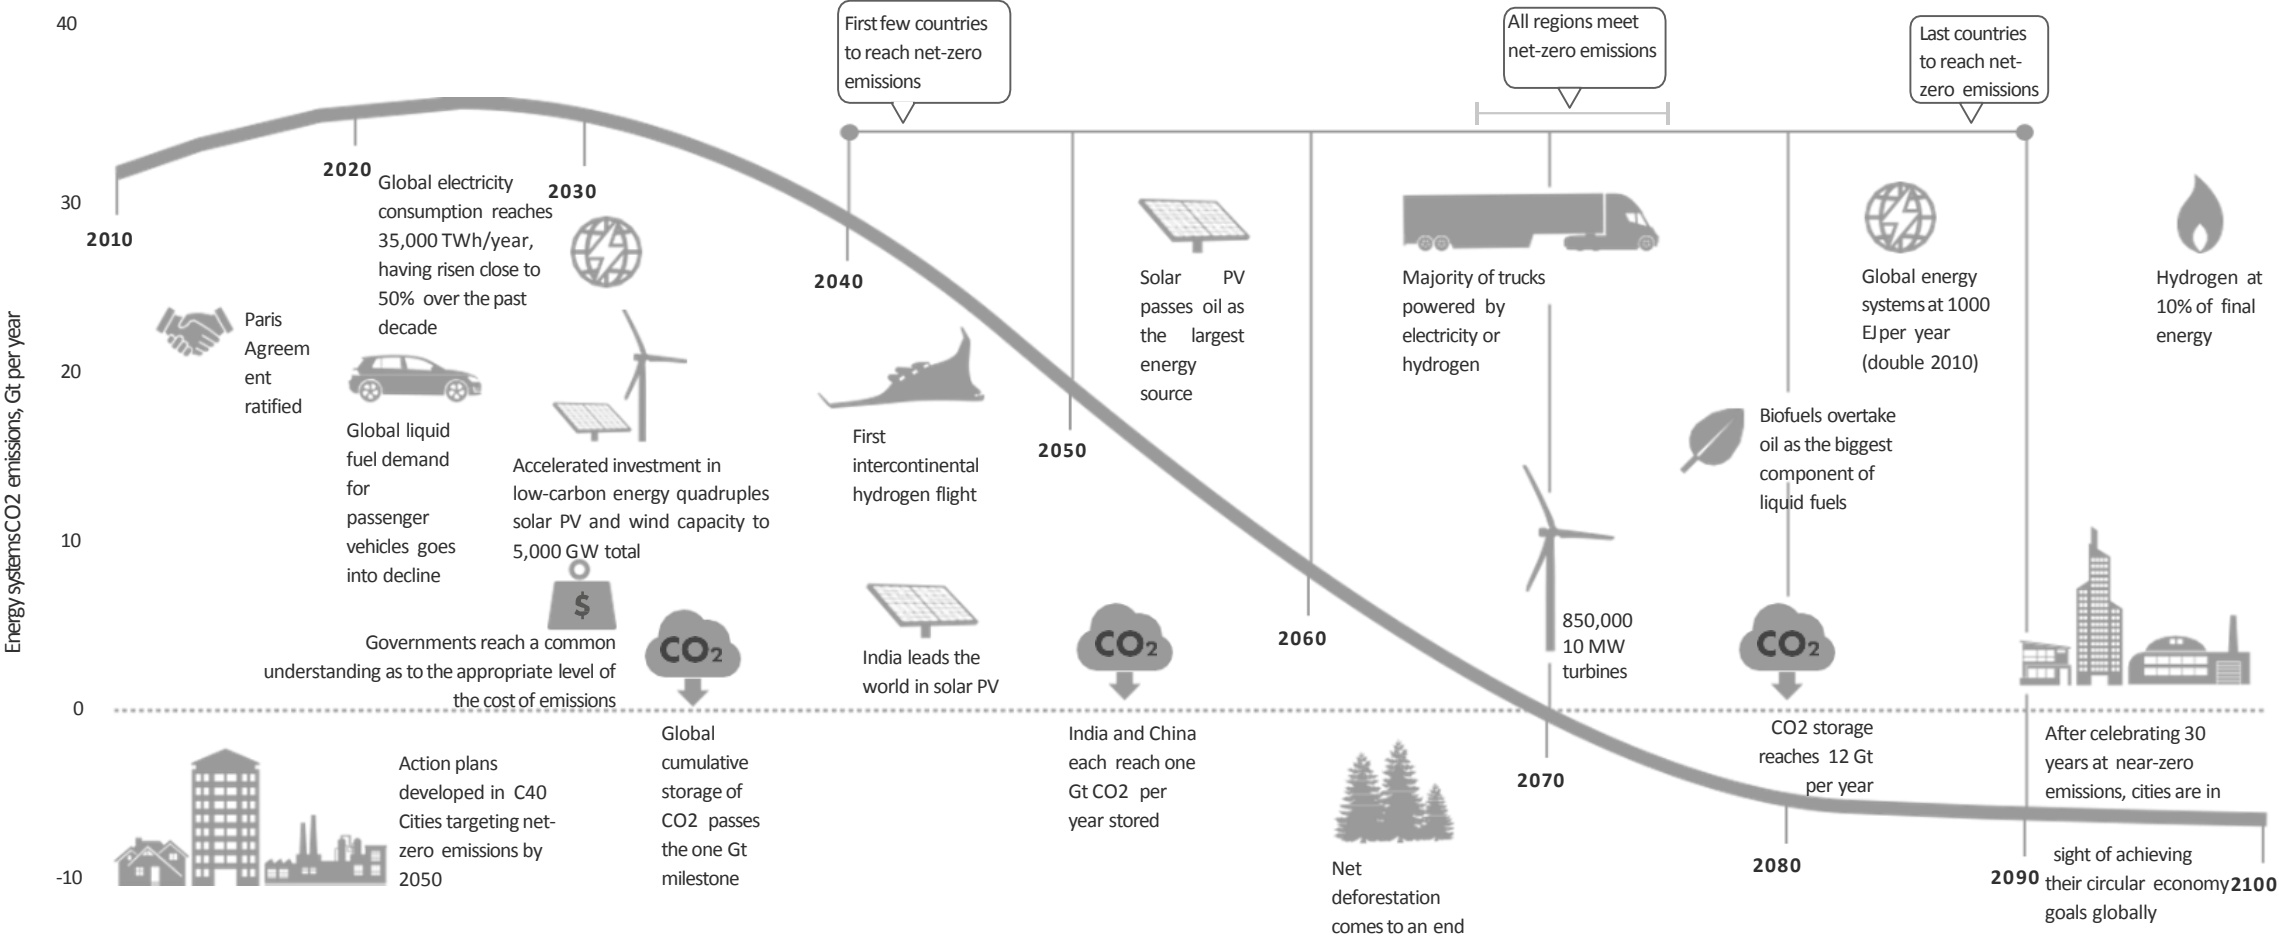 40
30
20
10
0
-10
Energy systemsCO2 emissions, Gt per year
First few countries
to reach net-zero
emissions
All regions meet
net-zero emissions
Last countries
to reach net-
zero emissions
2010
2020
2030
2040
2050
2060
2070
2080
2090
2100
Paris
Agreem
ent
ratified
Global electricity
consumption reaches
35,000 TWh/year,
having risen close to
50% over the past
decade
Global liquid
fuel demand
for
passenger
vehicles goes
into decline
Accelerated investment in
low-carbon energy quadruples
solar PV and wind capacity to
5,000 GW total
$
Governments reach a common
understanding as to the appropriate level of
the cost of emissions
Action plans
developed in C40
Cities targeting net-
zero emissions by
2050
CO2
Global
cumulative
storage of
CO2 passes
the one Gt
milestone
First
intercontinental
hydrogen flight
India leads the
world in solar PV
Solar PV
passes oil as
the largest
energy
source
CO2
India and China
each reach one
Gt CO2 per
year stored
Majority of trucks
powered by
electricity or
hydrogen
850,000
10 MW
turbines
Net
deforestation
comes to an end
Global energy
systems at 1000
EJ per year
(double 2010)
Biofuels overtake
oil as the biggest
component of
liquid fuels
CO2
CO2 storage
reaches 12 Gt
per year
Hydrogen at
10% of final
energy
After celebrating 30
years at near-zero
emissions, cities are in
sight of achieving
their circular economy
goals globally